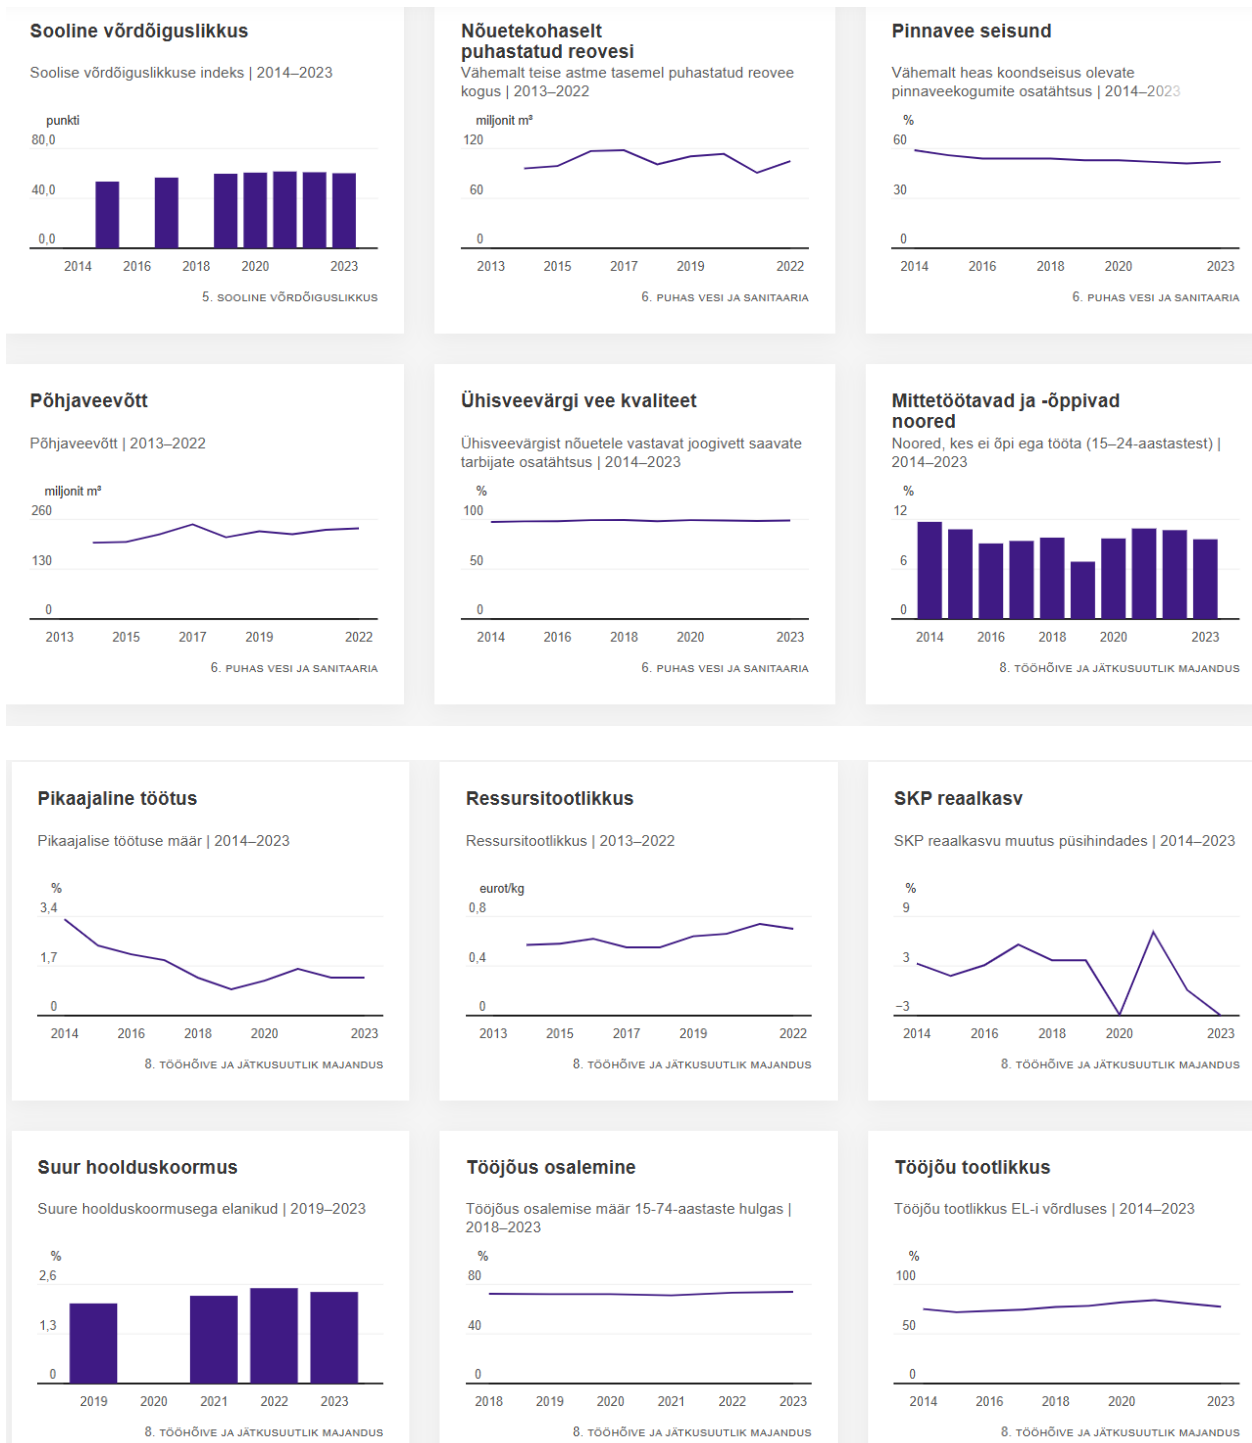 Sooline võrdõiguslikkus
Soolise võrdõiguslikkuse indeks | 2014–2023
punkti
80,0
40,0
0,0
2014 2016 2018 2020 2023
5. SOOLINE VÕRDÕIGUSLIKKUS
Nõuetekohaselt
puhastatud reovesi
Vähemalt teise astme tasemel puhastatud reovee
kogus | 2013–2022
miljonit m³
120
60
0
2013 2015 2017 2019 2022
6. PUHAS VESI JA SANITAARIA
Pinnavee seisund
Vähemalt heas koondseisus olevate
pinnaveekogumite osatähtsus | 2014–2023
%
60
30
0
2014 2016 2018 2020 2023
6. PUHAS VESI JA SANITAARIA
Põhjaveevõtt
Põhjaveevõtt | 2013–2022
miljonit m³
260
130
0
2013 2015 2017 2019 2022
6. PUHAS VESI JA SANITAARIA
Ühisveevärgi vee kvaliteet
Ühisveevärgist nõuetele vastavat joogivett saavate
tarbijate osatähtsus | 2014–2023
%
100
50
0
2014 2016 2018 2020 2023
6. PUHAS VESI JA SANITAARIA
Mittetöötavad ja -õppivad
noored
Noored, kes ei õpi ega tööta (15–24-aastastest) |
2014–2023
%
12
6
0
2014 2016 2018 2020 2023
8. TÖÖHÕIVE JA JÄTKUSUUTLIK MAJANDUS
Pikaajaline töötus
Pikaajalise töötuse määr | 2014–2023
%
3,4
1,7
0
2014 2016 2018 2020 2023
8. TÖÖHÕIVE JA JÄTKUSUUTLIK MAJANDUS
Ressursitootlikkus
Ressursitootlikkus | 2013–2022
eurot/kg
0,8
0,4
0
2013 2015 2017 2019 2022
8. TÖÖHÕIVE JA JÄTKUSUUTLIK MAJANDUS
SKP reaalkasv
SKP reaalkasvu muutus püsihindades | 2014–2023
%
9
3
−3
2014 2016 2018 2020 2023
8. TÖÖHÕIVE JA JÄTKUSUUTLIK MAJANDUS
Suur hoolduskoormus
Suure hoolduskoormusega elanikud | 2019–2023
%
2,6
1,3
0
2019 2020 2021 2022 2023
8. TÖÖHÕIVE JA JÄTKUSUUTLIK MAJANDUS
Tööjõus osalemine
Tööjõus osalemise määr 15-74-aastaste hulgas |
2018–2023
%
80
40
0
2018 2019 2020 2021 2022 2023
8. TÖÖHÕIVE JA JÄTKUSUUTLIK MAJANDUS
Tööjõu tootlikkus
Tööjõu tootlikkus EL-i võrdluses | 2014–2023
%
100
50
0
2014 2016 2018 2020 2023
8. TÖÖHÕIVE JA JÄTKUSUUTLIK MAJANDUS